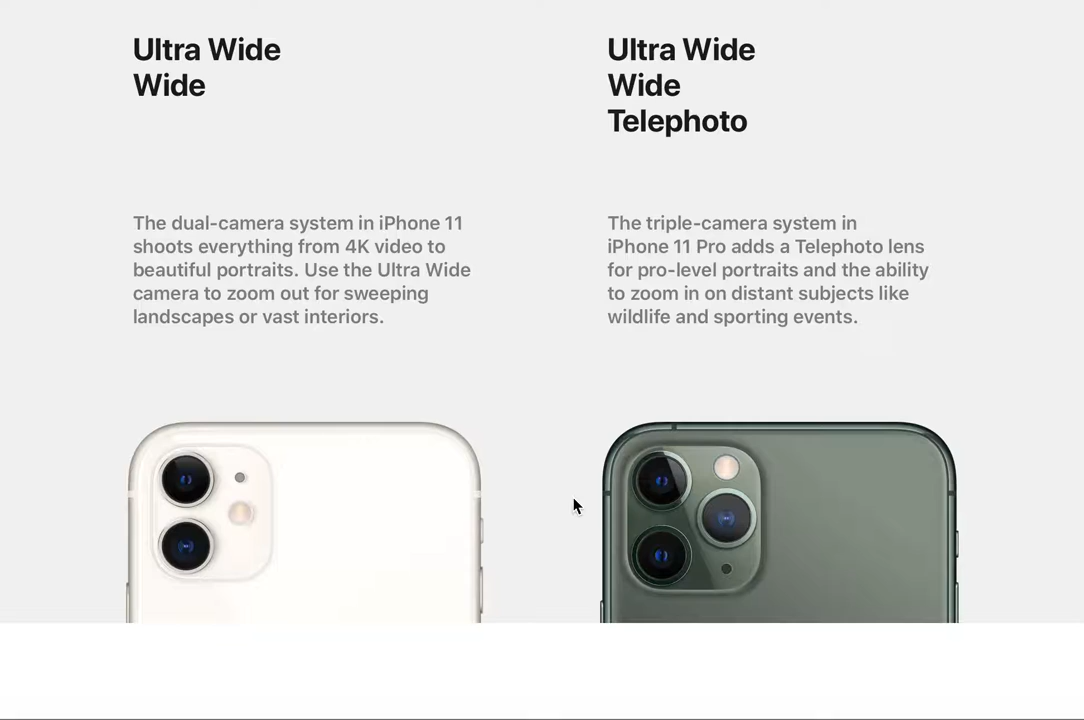 Ultra Wide
Wide
The dual-camera system in iPhone 11
shoots everything from 4K video to
beautiful portraits. Use the Ultra Wide
camera to zoom out for sweeping
landscapes or vast interiors.
Ultra Wide
Wide
Telephoto
The triple-camera system in
iPhone 11 Pro adds a Telephoto lens
for pro-level portraits and the ability
to zoom in on distant subjects like
wildlife and sporting events.